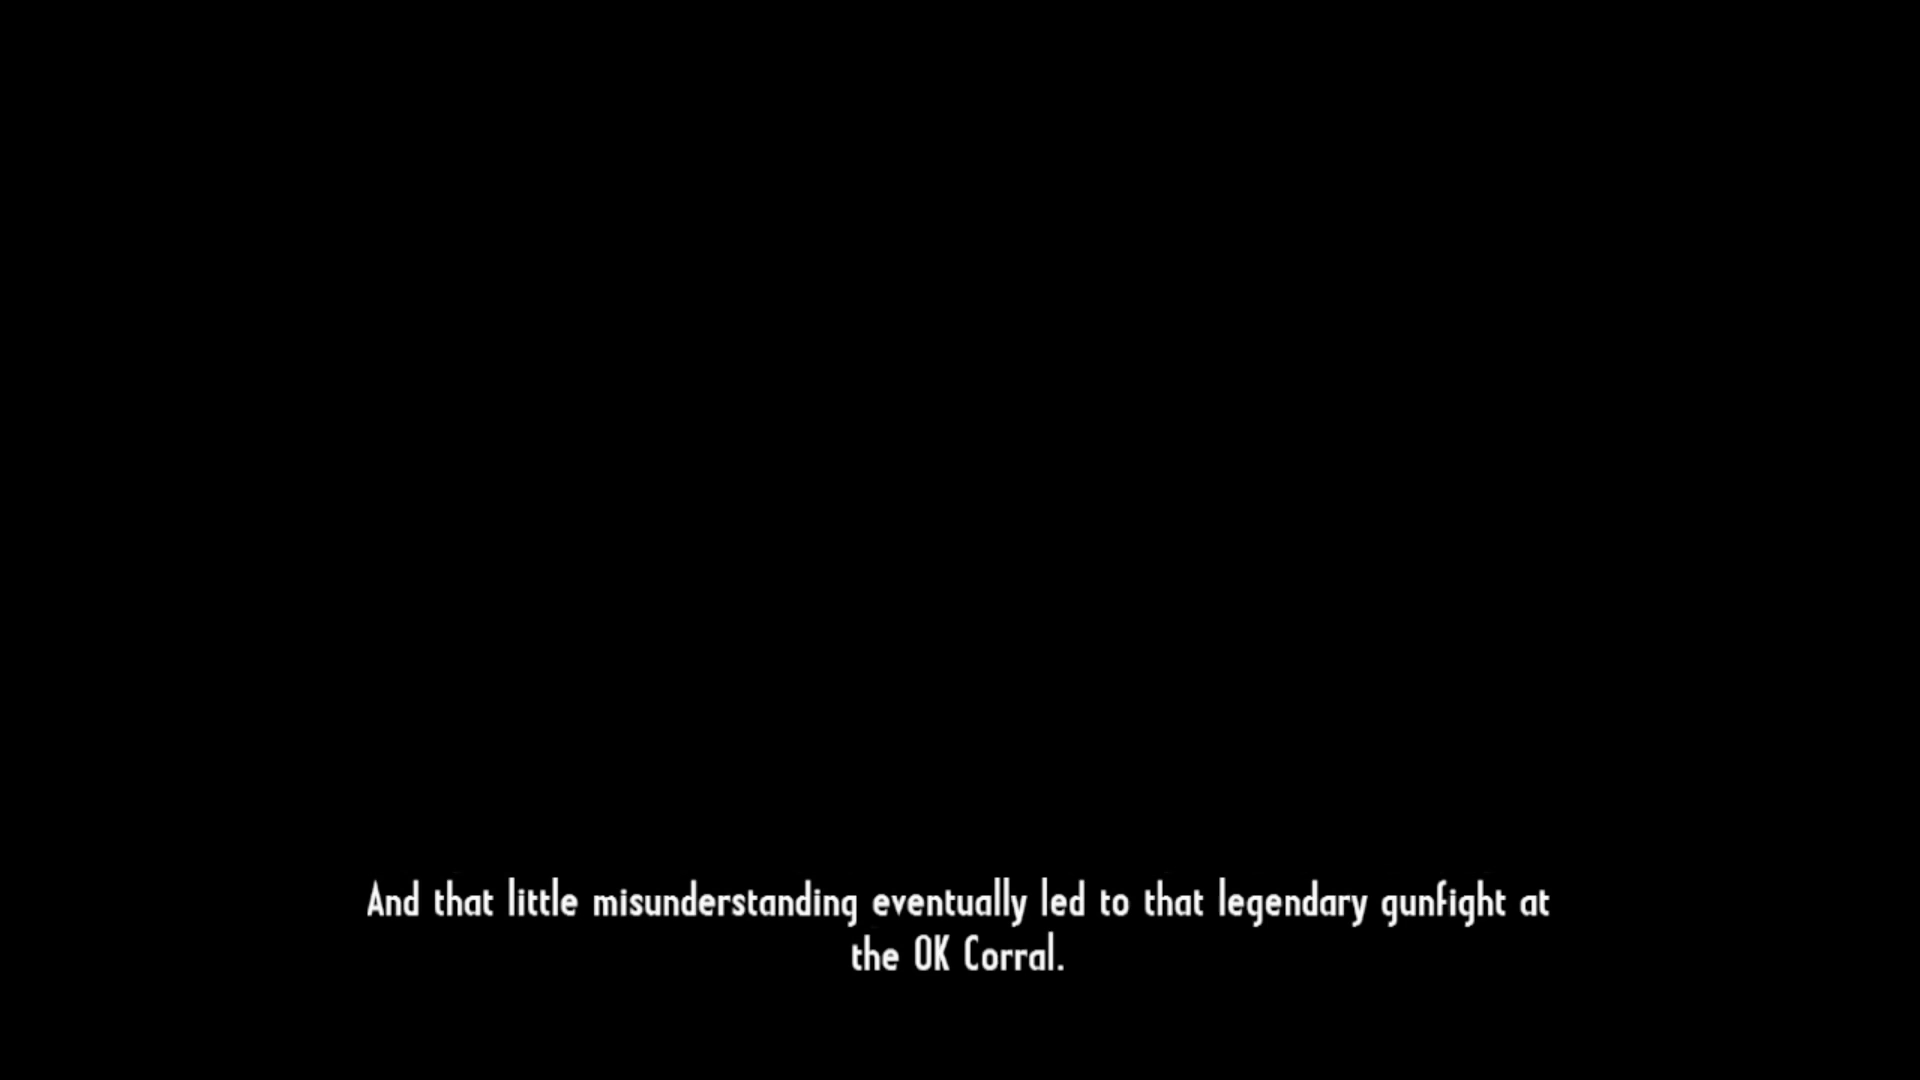 And that little misunderstanding eventually led to that legendary gunfight at
the OK Corral.